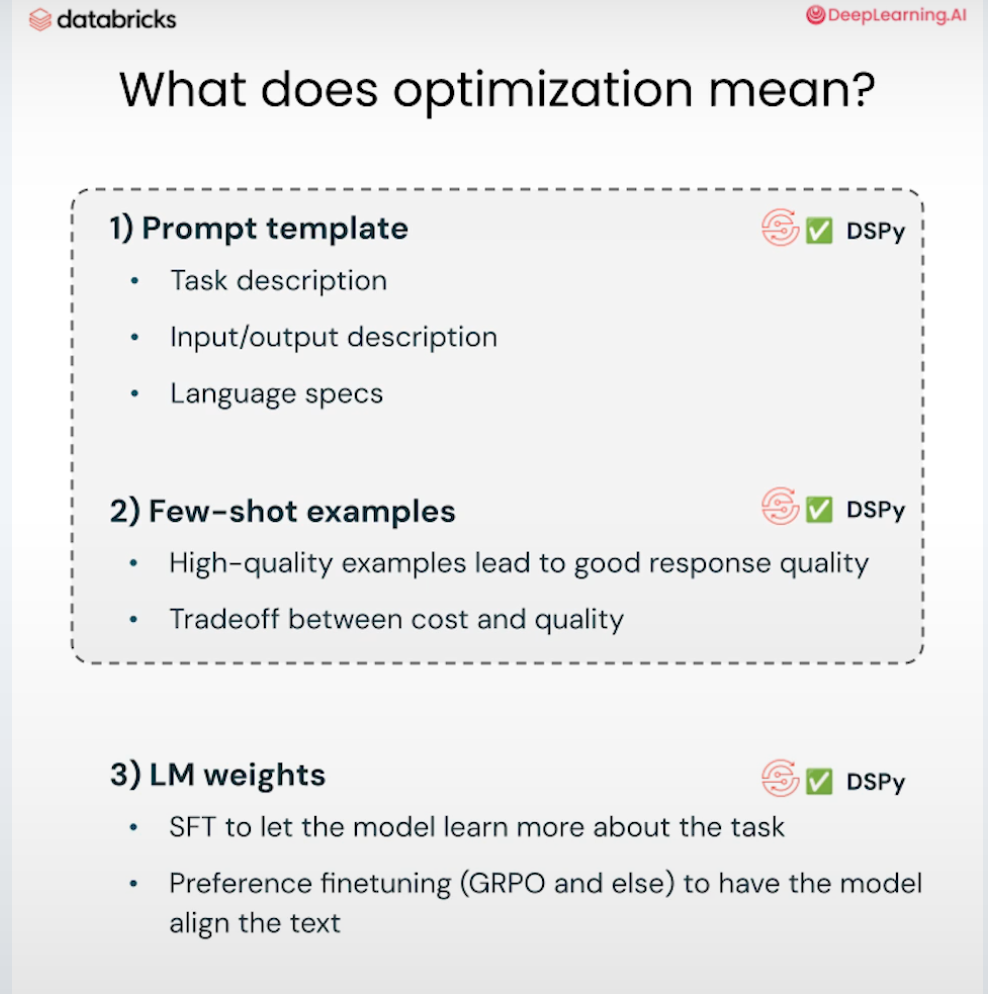 databricks
DeepLearning.AI
What does optimization mean?
1) Prompt template
✅ DSPy
• Task description
• Input/output description
• Language specs
2) Few-shot examples
✅ DSPy
• High-quality examples lead to good response quality
• Tradeoff between cost and quality
3) LM weights
✅ DSPy
• SFT to let the model learn more about the task
• Preference finetuning (GRPO and else) to have the model
align the text